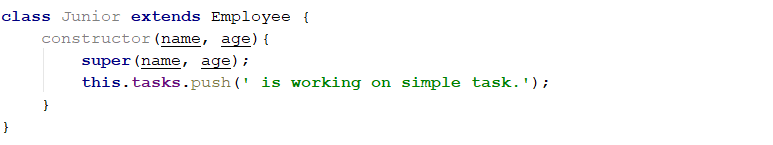 class Junior extends Employee {
    constructor(name, age){
        super(name, age);
        this.tasks.push(' is working on simple task.');
    }
}